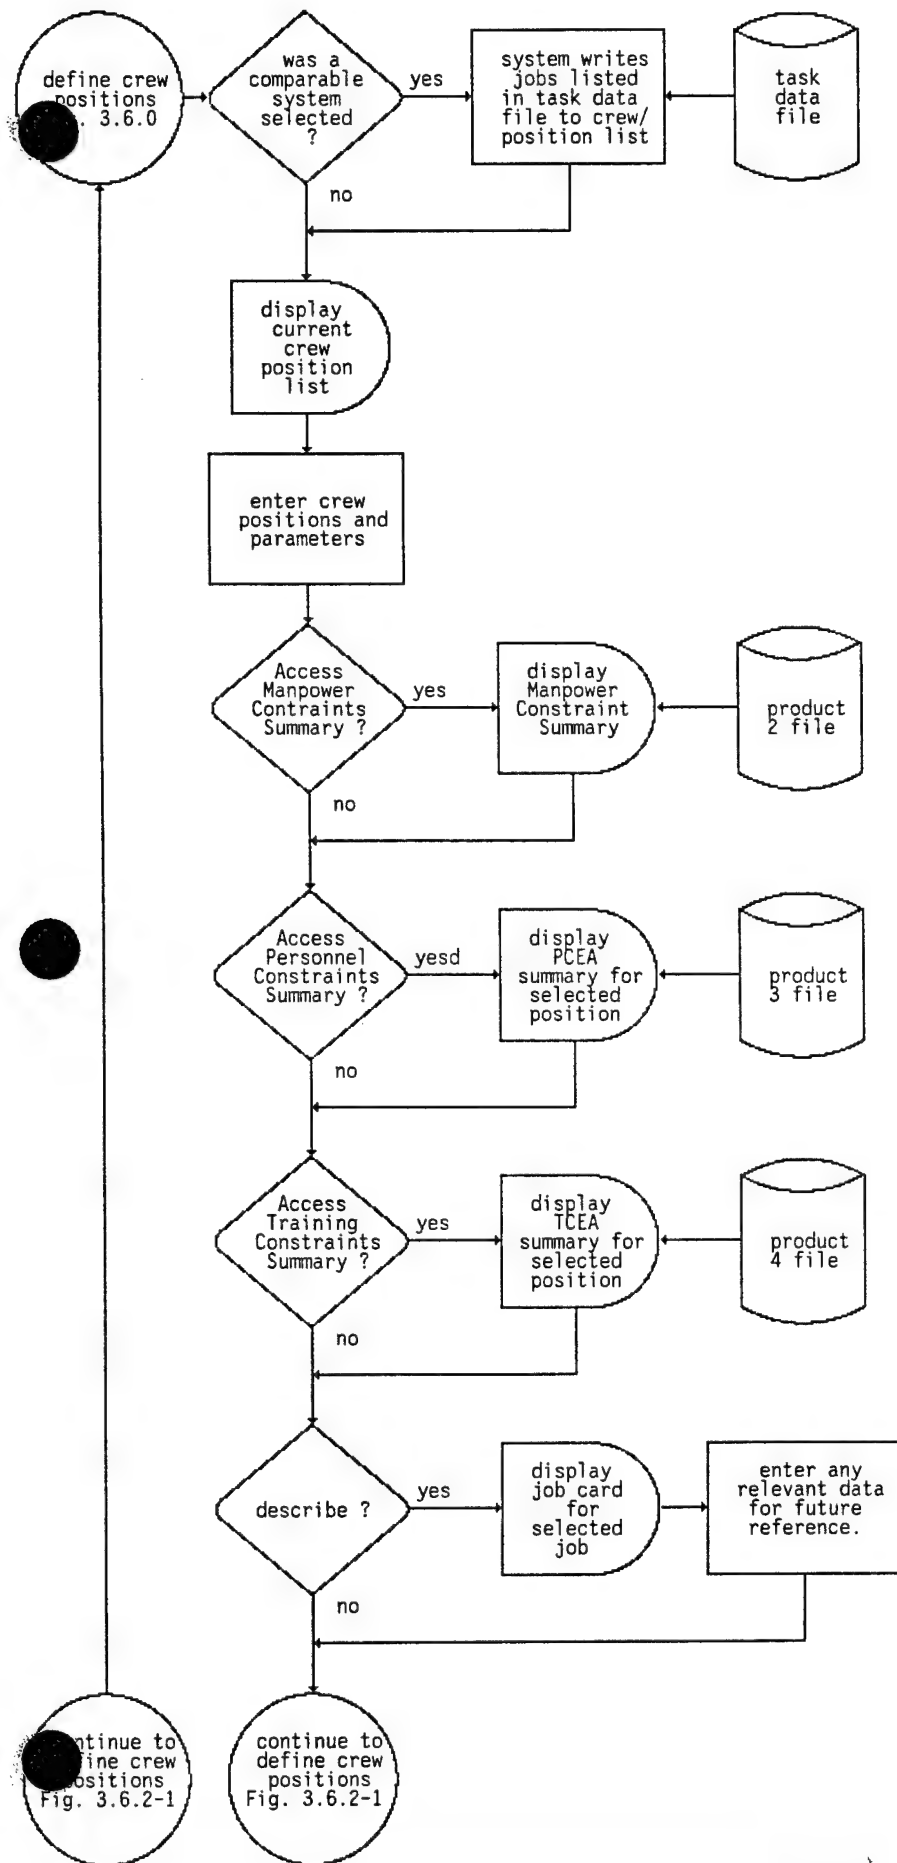 define crew
positions
3.6.0
was a
comparable
system
selected
?
yes
system writes
jobs listed
in task data
file to crew/
position list
task
data
file
no
display
current
crew
position
list
enter crew
positions and
parameters
Access
Manpower
Contraints
Summary ?
yes
display
Manpower
Constraint
Summary
product
2 file
no
Access
Personnel
Constraints
Summary ?
yesd
display
PCEA
summary for
selected
position
product
3 file
no
Access
Training
Constraints
Summary ?
yes
display
TCEA
summary for
selected
position
product
4 file
no
describe ?
yes
display
job card
for
selected
job
enter any
relevant data
for future
reference.
no
ntinue to
ine crew
ositions
Fig. 3.6.2-1
continue to
define crew
positions
Fig. 3.6.2-1